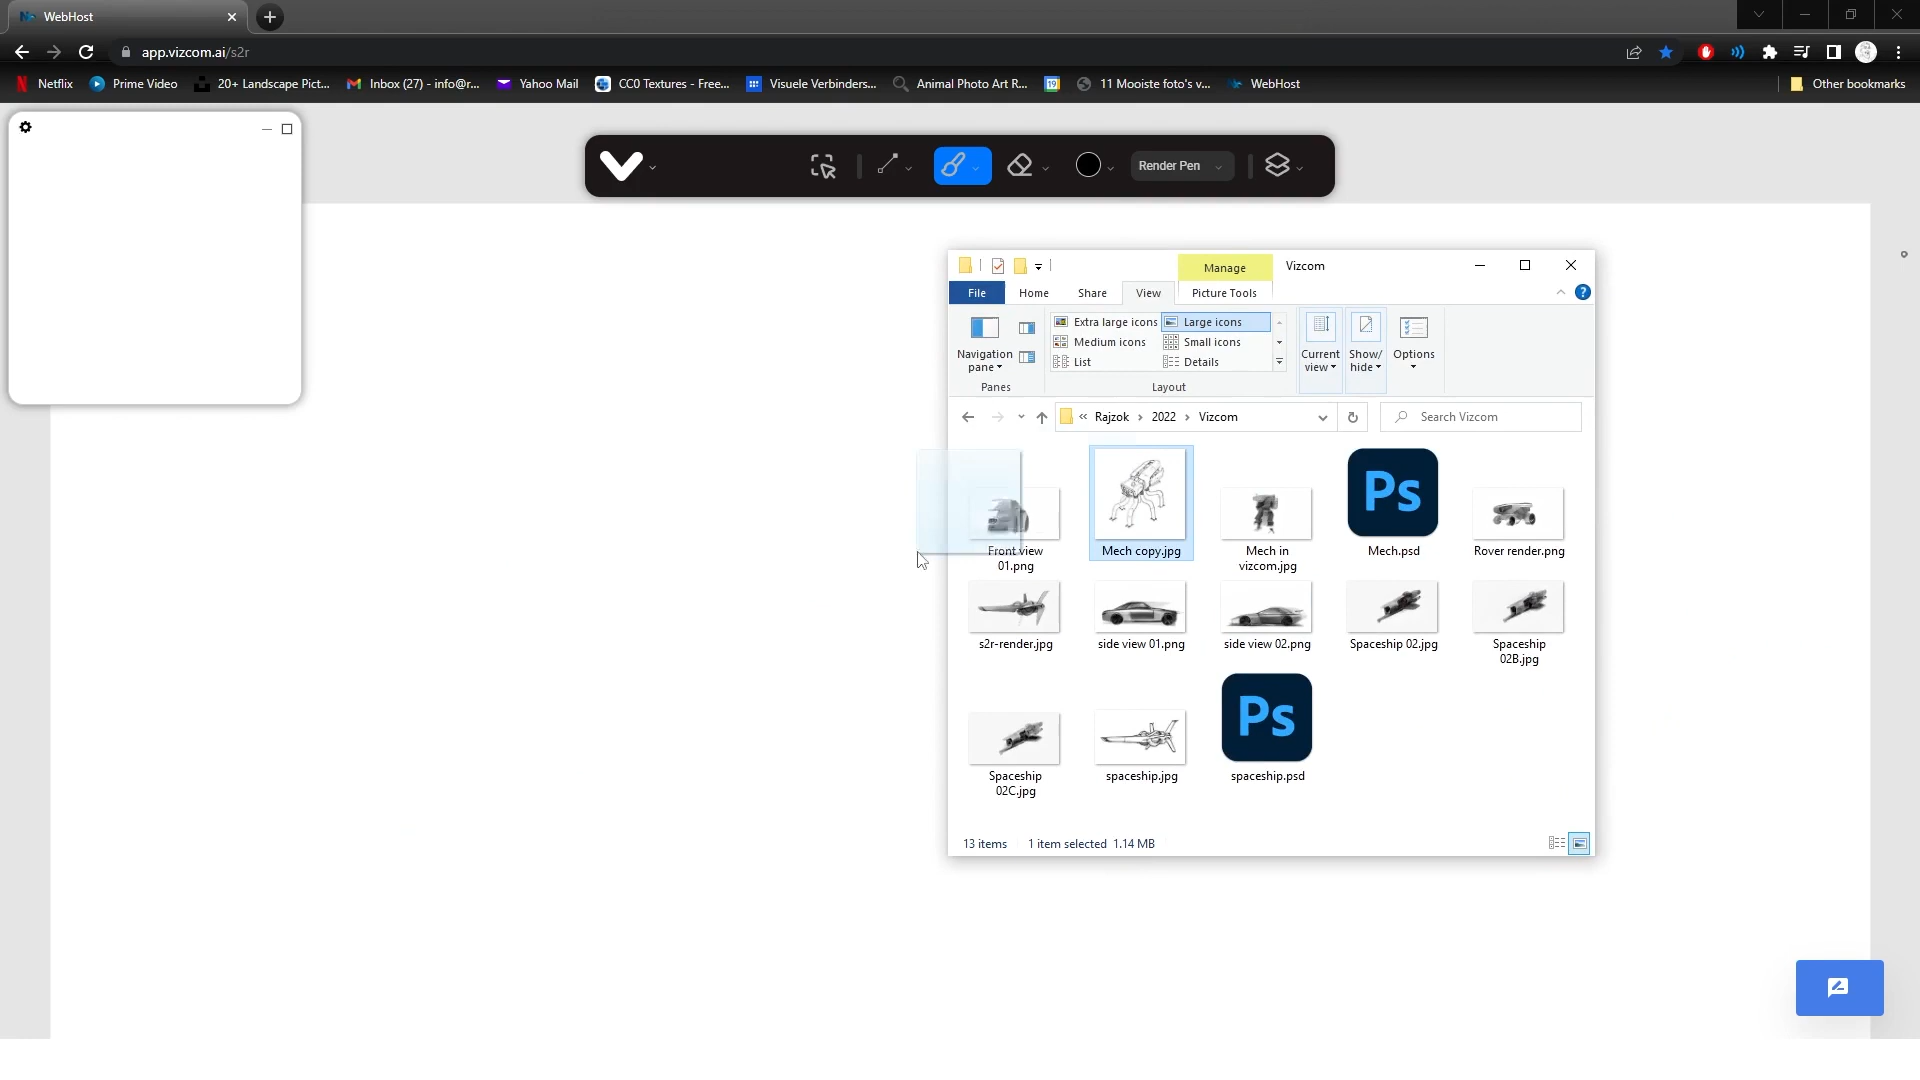 WebHost
app.vizcom.ai/s2r
Netflix
Prime Video
20+ Landscape Pict...
Inbox (27) - info@r...
Yahoo Mail
CC0 Textures - Free...
Visuele Verbinders...
Animal Photo Art R...
19
11 Mooiste foto's v...
WebHost
Other bookmarks
Render Pen
Manage
Vizcom
File
Home
Share
View
Picture Tools
?
Navigation
pane
Panes
Extra large icons
Large icons
Medium icons
Small icons
List
Details
Layout
Current
view
Show/
hide
Options
« Rajzok > 2022 > Vizcom
Search Vizcom
Ps
Front view
01.png
Mech copy.jpg
Mech in
vizcom.jpg
Mech.psd
Rover render.png
s2r-render.jpg
side view 01.png
side view 02.png
Spaceship 02.jpg
Spaceship
02B.jpg
Ps
Spaceship
02C.jpg
spaceship.jpg
spaceship.psd
13 items
1 item selected 1.14 MB